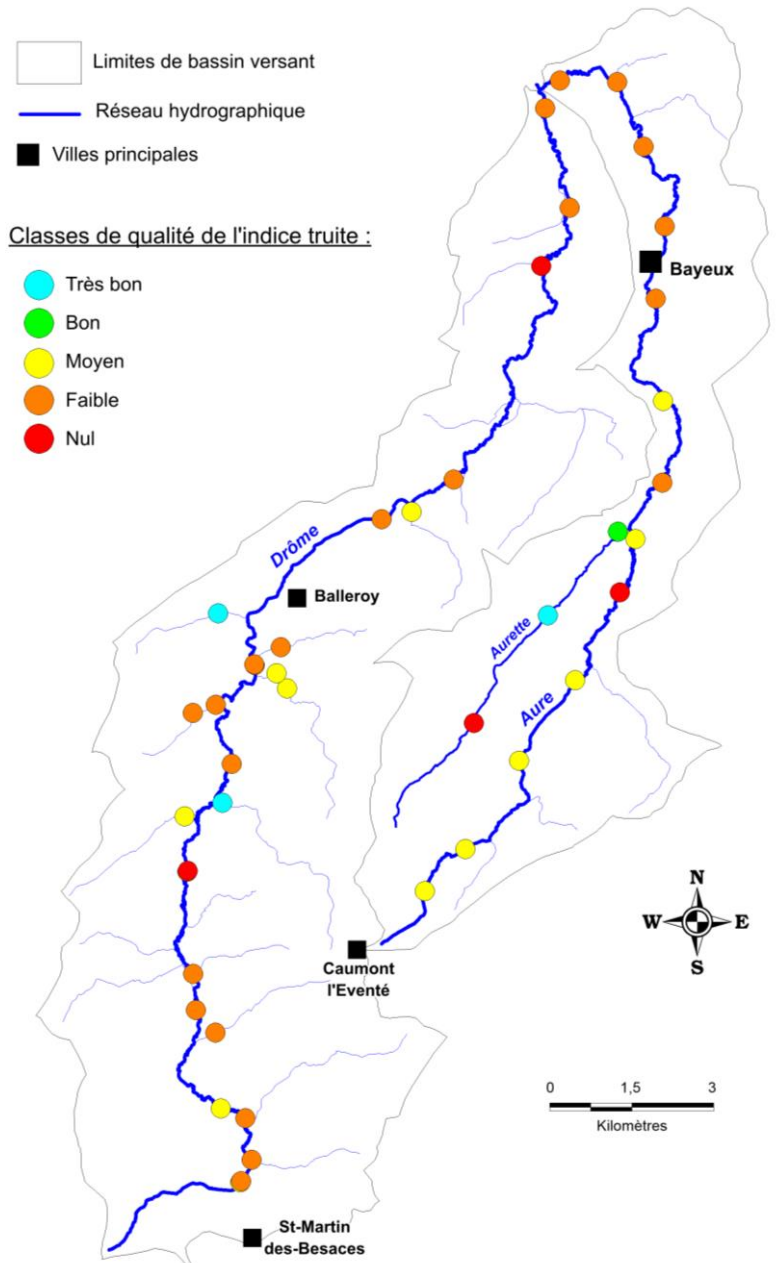 Limites de bassin versant
Réseau hydrographique
Villes principales
Classes de qualité de l'indice truite :
Très bon
Bon
Moyen
Faible
Nul
Bayeux
Drôme
Balleroy
Aurette
Aure
Caumont
l'Eventé
N
W E
S
0 1,5 3
Kilomètres
St-Martin
des-Besaces